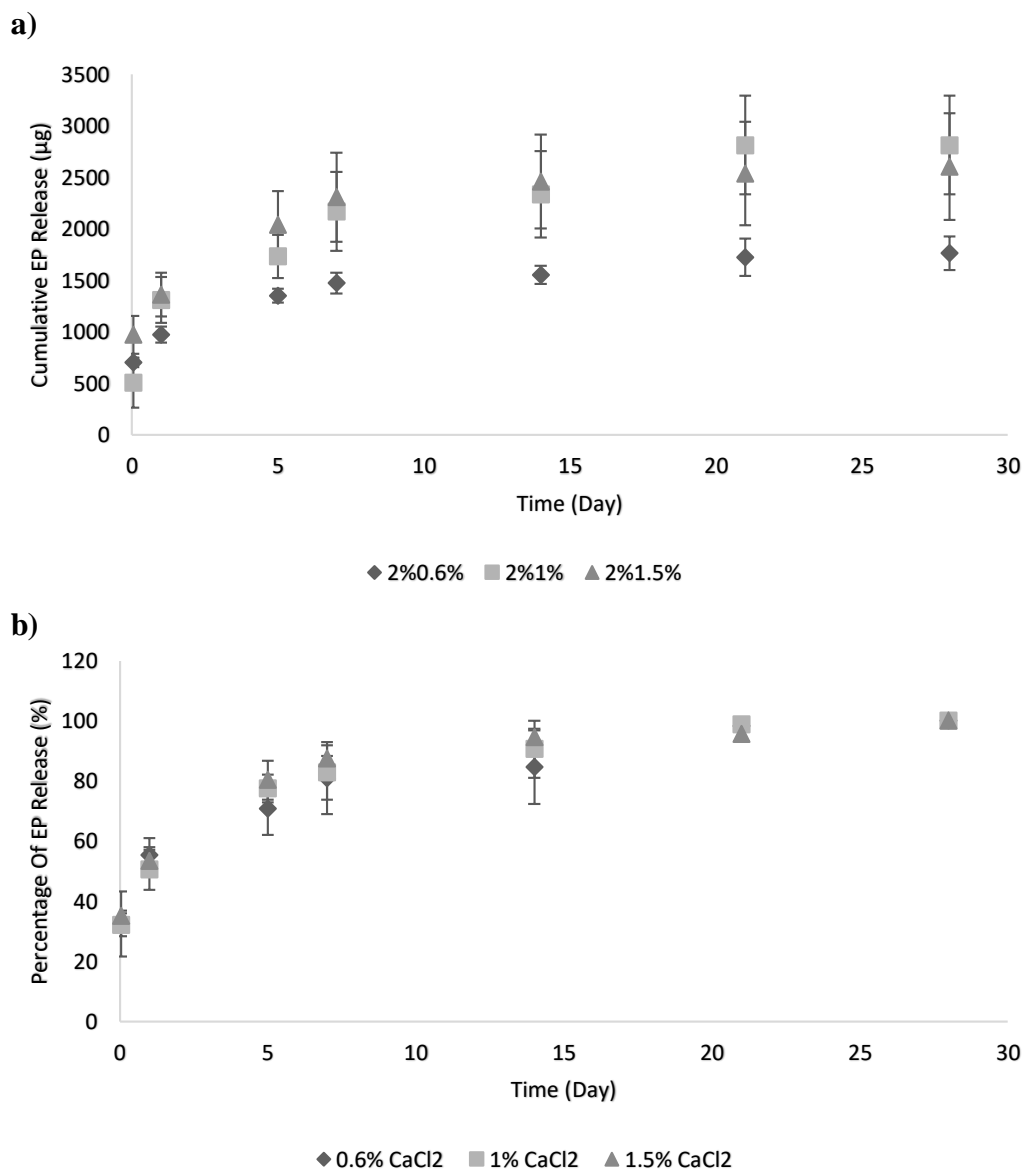 a)
3500
3000
2500
2000
1500
1000
500
0
Cumulative EP Release (µg)
0 5 10 15 20 25 30
Time (Day)
2%0.6% 2%1% 2%1.5%
b)
120
100
80
60
40
20
0
Percentage Of EP Release (%)
0 5 10 15 20 25 30
Time (Day)
0.6% CaCl2 1% CaCl2 1.5% CaCl2